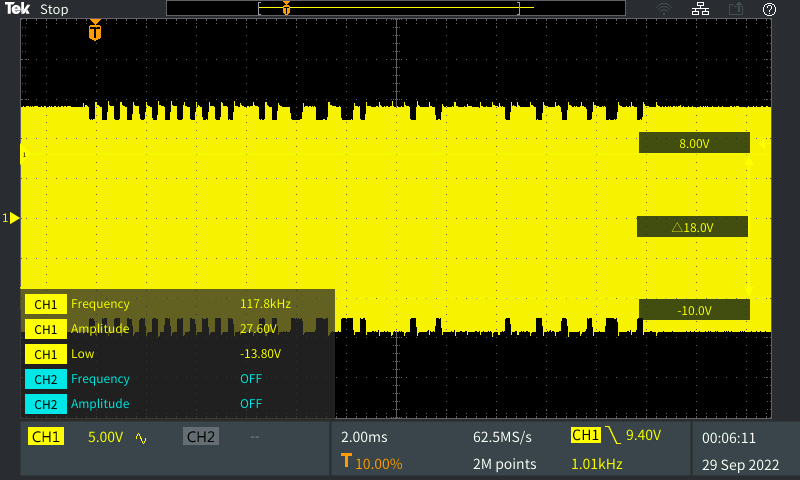 Tek Stop
T
T
8.00V
△18.0V
-10.0V
1
1
CH1 Frequency 117.8kHz
CH1 Amplitude 27.60V
CH1 Low -13.80V
CH2 Frequency OFF
CH2 Amplitude OFF
CH1 5.00V CH2 --
2.00ms 62.5MS/s CH1 9.40V
T 10.00% 2M points 1.01kHz
00:06:11
29 Sep 2022